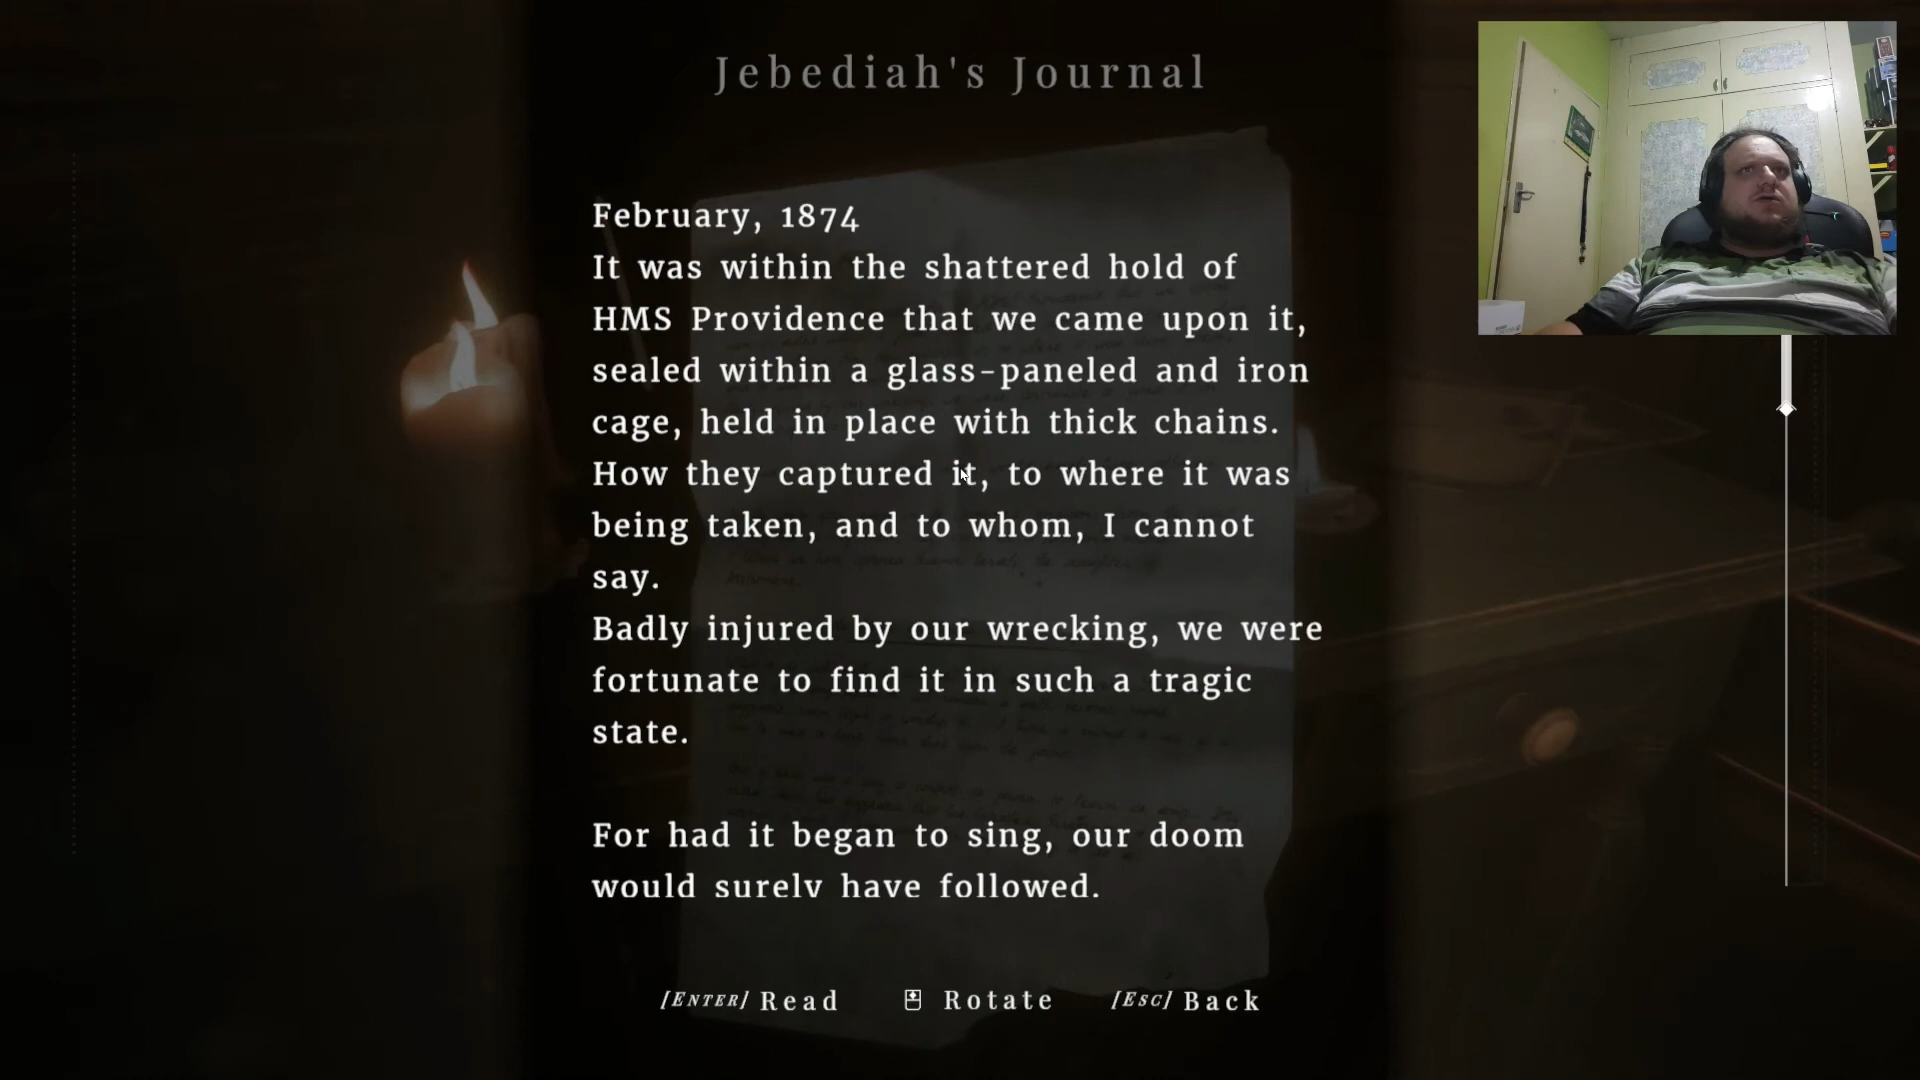 Jebediah's Journal
February, 1874
It was within the shattered hold of
HMS Providence that we came upon it,
sealed within a glass-paneled and iron
cage, held in place with thick chains.
How they captured it, to where it was
being taken, and to whom, I cannot
say.
Badly injured by our wrecking, we were
fortunate to find it in such a tragic
state.
For had it began to sing, our doom
would surely have followed.
[ENTER] Read Rotate [ESC] Back